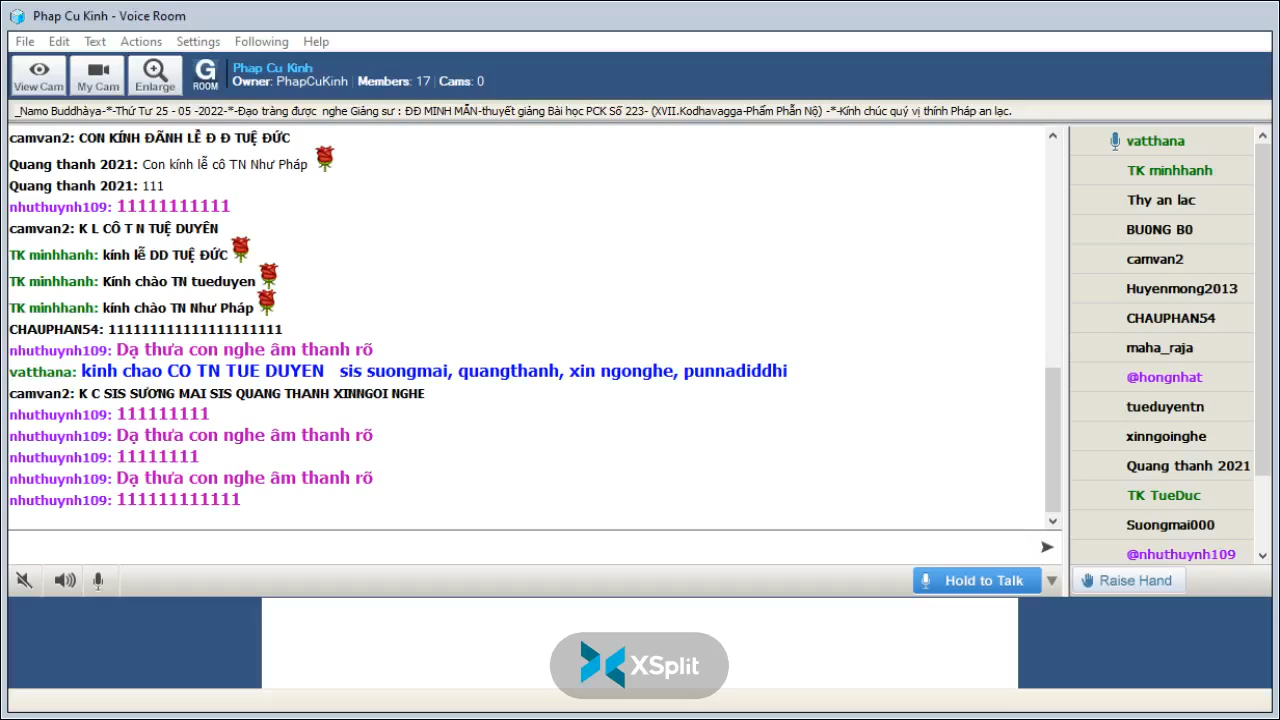 Phap Cu Kinh - Voice Room
File Edit Text Actions Settings Following Help
View Cam My Cam Enlarge G ROOM
Phap Cu Kinh
Owner: PhapCuKinh | Members: 17 | Cams: 0
_Namo Buddhàya-*-Thứ Tư 25 - 05 -2022-*-Đạo tràng được nghe Giảng sư : ĐĐ MINH MẪN-thuyết giảng Bài học PCK Số 223- (XVII.Kodhavagga-Phẩm Phẫn Nộ) -*-Kính chúc quý vị thính Pháp an lạc.
camvan2: CON KÍNH ĐÃNH LỄ Đ Đ TUỆ ĐỨC
Quang thanh 2021: Con kính lễ cô TN Như Pháp
Quang thanh 2021: 111
nhuthuynh109: 11111111111
camvan2: K L CÔ T N TUỆ DUYÊN
TK minhhanh: kính lễ DD TUỆ ĐỨC
TK minhhanh: Kính chào TN tueduyen
TK minhhanh: kính chào TN Như Pháp
CHAUPHAN54: 111111111111111111111
nhuthuynh109: Dạ thưa con nghe âm thanh rõ
vatthana: kinh chao CO TN TUE DUYEN sis suongmai, quangthanh, xin ngonghe, punnadiddhi
camvan2: K C SIS SƯƠNG MAI SIS QUANG THANH XINNGOI NGHE
nhuthuynh109: 111111111
nhuthuynh109: Dạ thưa con nghe âm thanh rõ
nhuthuynh109: 11111111
nhuthuynh109: Dạ thưa con nghe âm thanh rõ
nhuthuynh109: 111111111111
vatthana
TK minhhanh
Thy an lac
BU0NG B0
camvan2
Huyenmong2013
CHAUPHAN54
maha_raja
@hongnhat
tueduyentn
xinngoinghe
Quang thanh 2021
TK TueDuc
Suongmai000
@nhuthuynh109
Hold to Talk
Raise Hand
XSplit